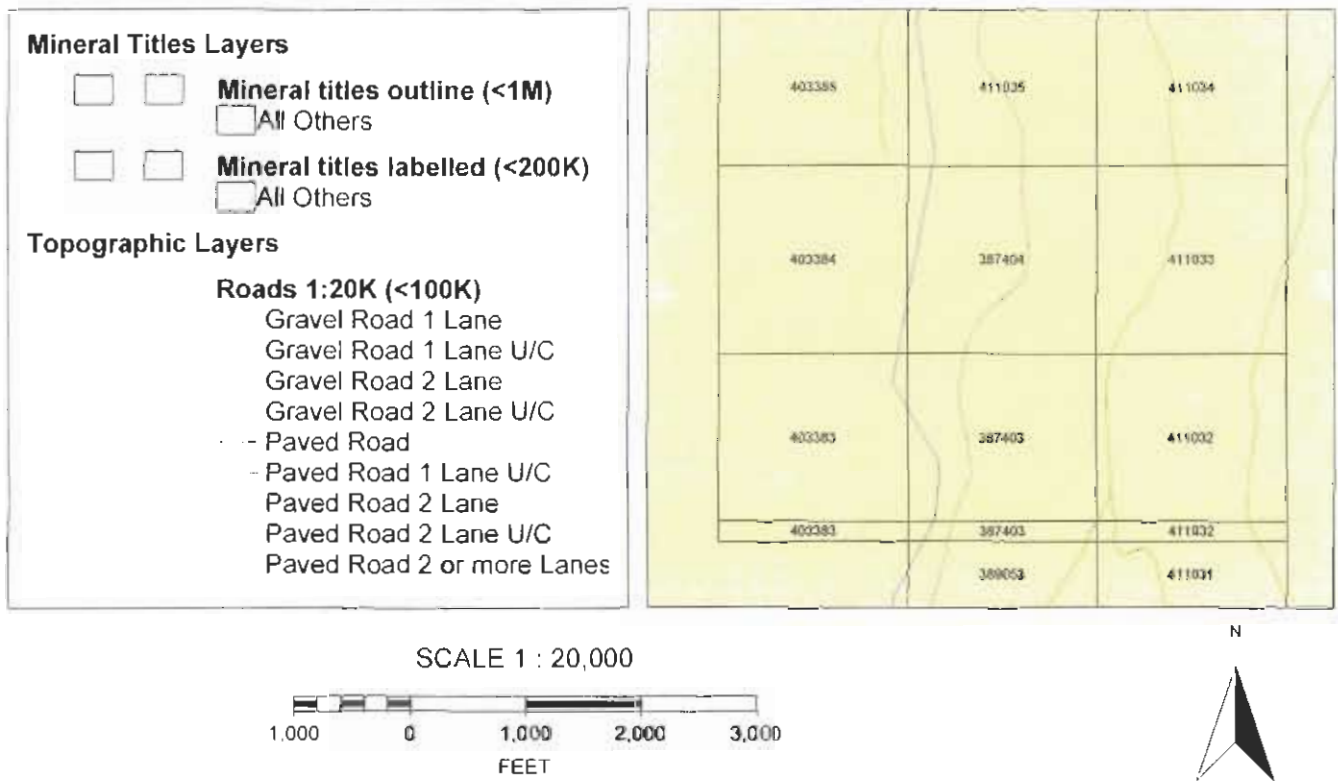 Mineral Titles Layers
Mineral titles outline (<1M)
All Others
Mineral titles labelled (<200K)
All Others
Topographic Layers
Roads 1:20K (<100K)
Gravel Road 1 Lane
Gravel Road 1 Lane U/C
Gravel Road 2 Lane
Gravel Road 2 Lane U/C
Paved Road
Paved Road 1 Lane U/C
Paved Road 2 Lane
Paved Road 2 Lane U/C
Paved Road 2 or more Lanes
403385 411035 411034
403384 387404 411033
403383 387403 411032
403383 387403 411032
389053 411031
SCALE 1 : 20,000
1,000 0 1,000 2,000 3,000
FEET
N